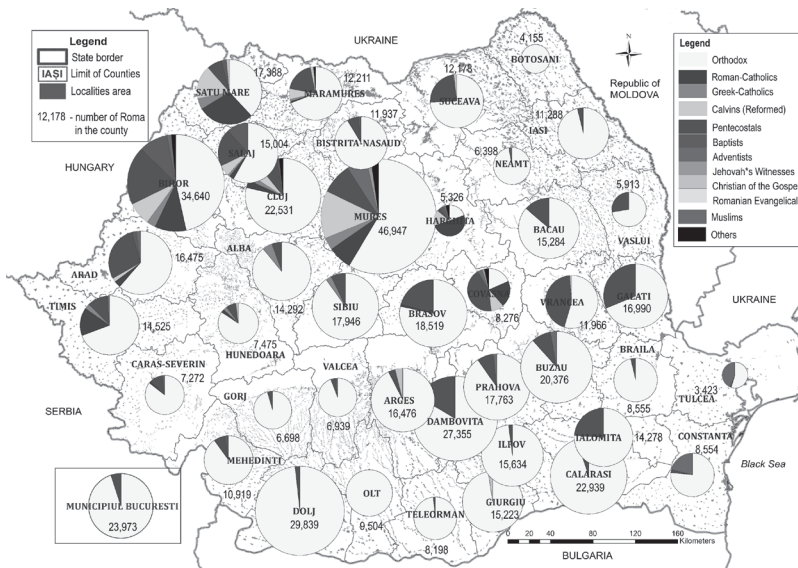 Legend
State border
IAȘI Limit of Counties
Localities area
12,178 - number of Roma
in the county
UKRAINE
Republic of
MOLDOVA
N
Legend
Orthodox
Roman-Catholics
Greek-Catholics
Calvins (Reformed)
Pentecostals
Baptists
Adventists
Jehovah"s Witnesses
Christian of the Gospe
Romanian Evangelical
Muslims
Others
4,155
BOTOSANI
17,388
SATU MARE
12,211
MARAMURES
12,178
SUCEAVA
11,937
BISTRITA-NASAUD
11,288
IASI
15,004
SALAJ
6,398
NEAMT
HUNGARY
BIHOR
34,640
CLUJ
22,531
MURES
46,947
5,326
HARGHITA
BACAU
15,284
5,913
VASLUI
ARAD
16,475
ALBA
14,292
TIMIS
14,525
SIBIU
17,946
BRASOV
18,519
COVASNA
8,276
VRANCEA
11,966
GALATI
16,990
UKRAINE
7,475
HUNEDOARA
CARAS-SEVERIN
7,272
VALCEA
6,939
GORJ
6,698
ARGES
16,476
DAMBOVITA
27,355
PRAHOVA
17,763
BUZAU
20,376
BRAILA
8,555
3,423
TULCEA
SERBIA
MEHEDINTI
10,919
ILFOV
15,634
IALOMITA
14,278
CONSTANTA
8,554
CALARASI
22,939
Black Sea
MUNICIPIUL BUCURESTI
23,973
DOLJ
29,839
OLT
9,504
TELEORMAN
8,198
GIURGIU
15,223
0 20 40 80 120 160
Kilometers
BULGARIA